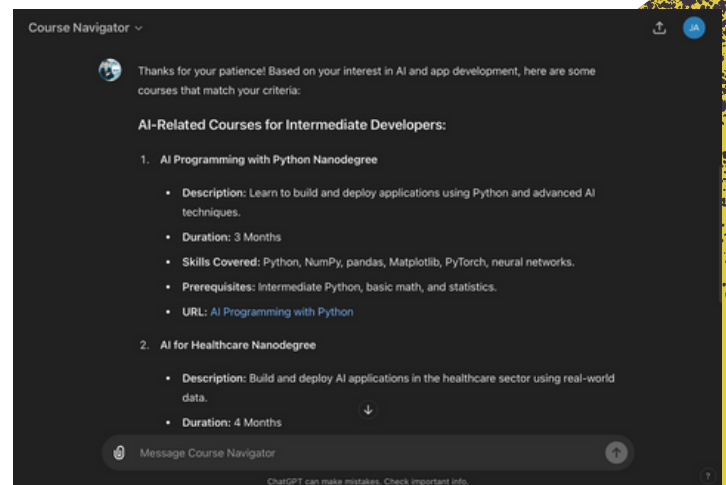 Course Navigator
JA
Thanks for your patience! Based on your interest in AI and app development, here are some
courses that match your criteria:
AI-Related Courses for Intermediate Developers:
1. AI Programming with Python Nanodegree
• Description: Learn to build and deploy applications using Python and advanced AI
techniques.
• Duration: 3 Months
• Skills Covered: Python, NumPy, pandas, Matplotlib, PyTorch, neural networks.
• Prerequisites: Intermediate Python, basic math, and statistics.
• URL: AI Programming with Python
2. AI for Healthcare Nanodegree
• Description: Build and deploy AI applications in the healthcare sector using real-world
data.
• Duration: 4 Months
Message Course Navigator
ChatGPT can make mistakes. Check important info.
?